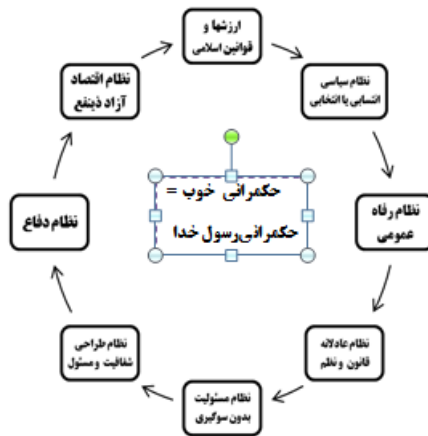 ارزشها و
قوانین اسلامی
نظام سیاسی
انتسابی یا انتخابی
نظام رفاه
عمومی
نظام عادلانه
قانون و نظم
نظام مسئولیت
بدون سوگیری
نظام طراحی
شفافیت و مسئول
نظام دفاع
نظام اقتصاد
آزاد ذینفع
حکمرانی خوب =
حکمرانی رسول خدا